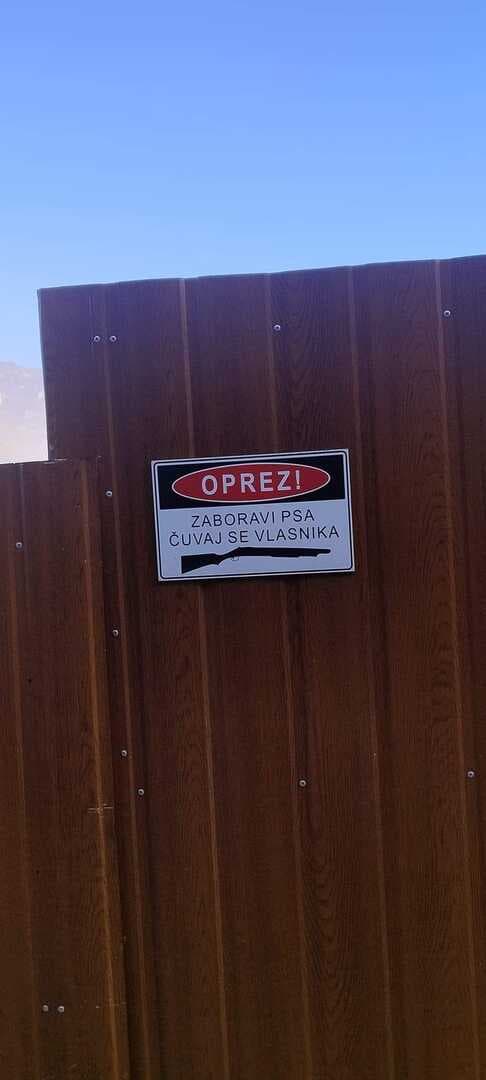 OPREZ!
ZABORAVI PSA
ČUVAJ SE VLASNIKA